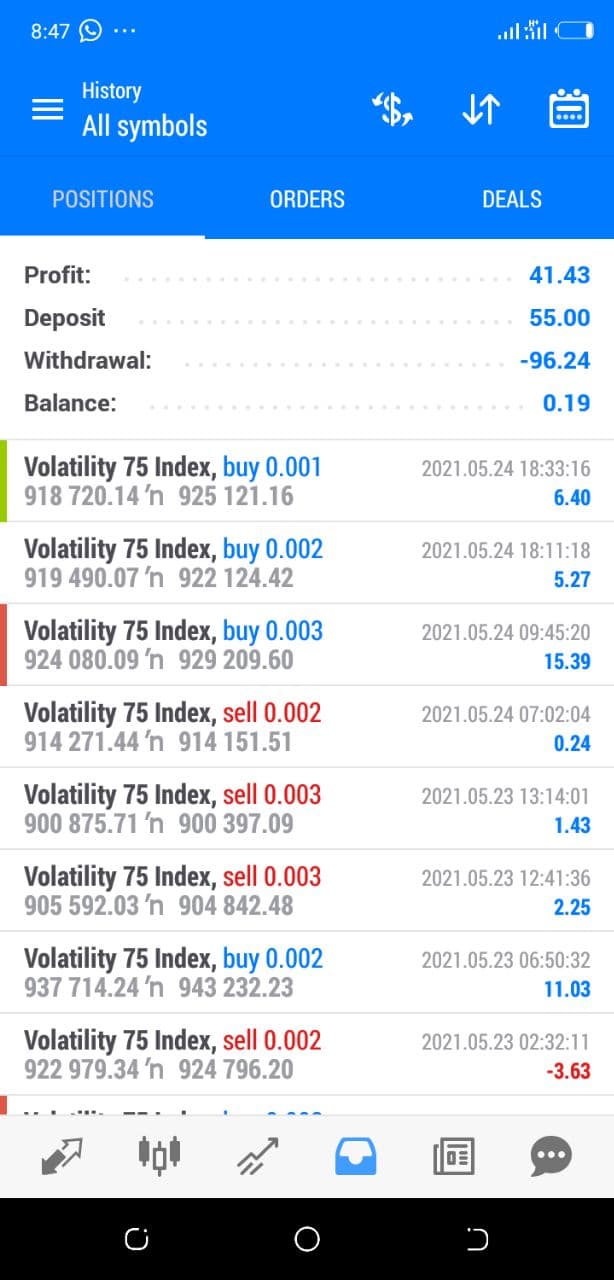 8:47
History
All symbols
POSITIONS ORDERS DEALS
Profit: 41.43
Deposit 55.00
Withdrawal: -96.24
Balance: 0.19
Volatility 75 Index, buy 0.001 2021.05.24 18:33:16
918 720.14 'n 925 121.16 6.40
Volatility 75 Index, buy 0.002 2021.05.24 18:11:18
919 490.07 'n 922 124.42 5.27
Volatility 75 Index, buy 0.003 2021.05.24 09:45:20
924 080.09 'n 929 209.60 15.39
Volatility 75 Index, sell 0.002 2021.05.24 07:02:04
914 271.44 'n 914 151.51 0.24
Volatility 75 Index, sell 0.003 2021.05.23 13:14:01
900 875.71 'n 900 397.09 1.43
Volatility 75 Index, sell 0.003 2021.05.23 12:41:36
905 592.03 'n 904 842.48 2.25
Volatility 75 Index, buy 0.002 2021.05.23 06:50:32
937 714.24 'n 943 232.23 11.03
Volatility 75 Index, sell 0.002 2021.05.23 02:32:11
922 979.34 'n 924 796.20 -3.63